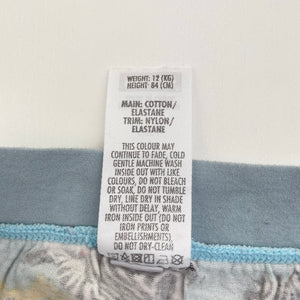 WEIGHT: 12 (KG)
HEIGHT: 84 (CM)
MAIN: COTTON/
ELASTANE
TRIM: NYLON/
ELASTANE
THIS COLOUR MAY
CONTINUE TO FADE, COLD
GENTLE MACHINE WASH
INSIDE OUT WITH LIKE
COLOURS, DO NOT BLEACH
OR SOAK, DO NOT TUMBLE
DRY, LINE DRY IN SHADE
WITHOUT DELAY, WARM
IRON INSIDE OUT (DO NOT
IRON PRINTS OR
EMBELLISHMENTS),
DO NOT DRY-CLEAN